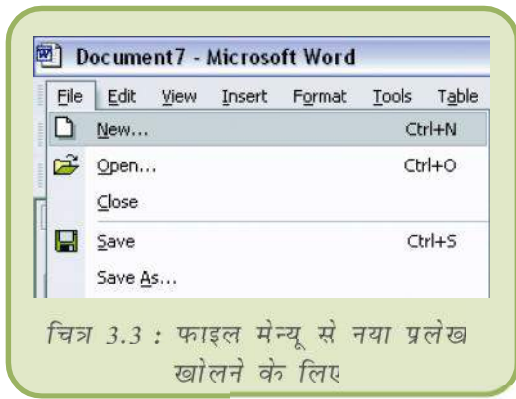 Document7 - Microsoft Word
File Edit View Insert Format Tools Table
New... Ctrl+N
Open... Ctrl+O
Close
Save Ctrl+S
Save As...
चित्र 3.3 : फाइल मेन्यू से नया प्रलेख
खोलने के लिए